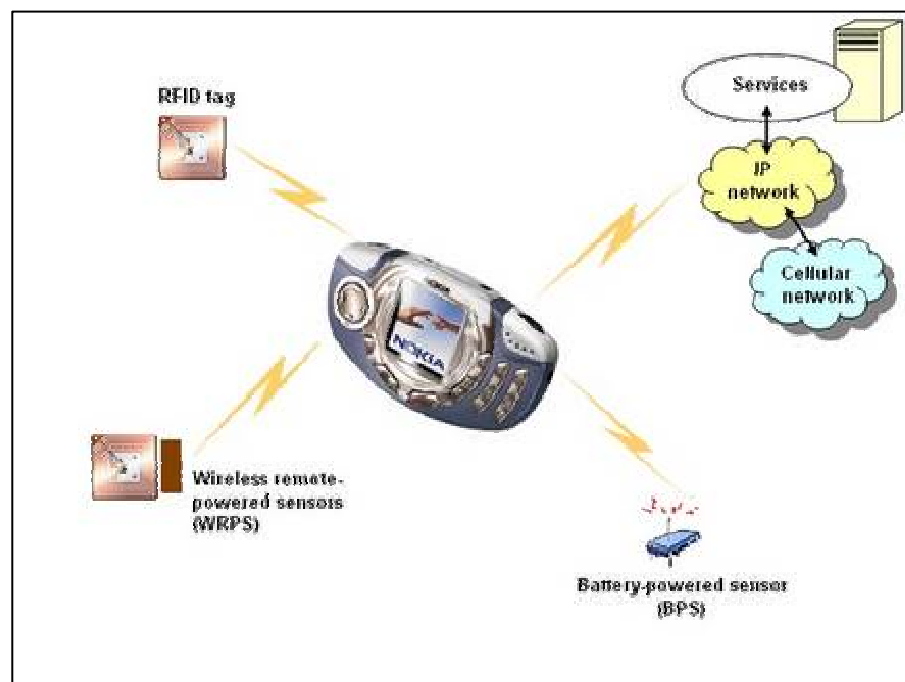 RFID tag
Services
IP
network
Cellular
network
NOKIA
Wireless remote-
powered sensors
(WRPS)
Battery-powered sensor
(BPS)